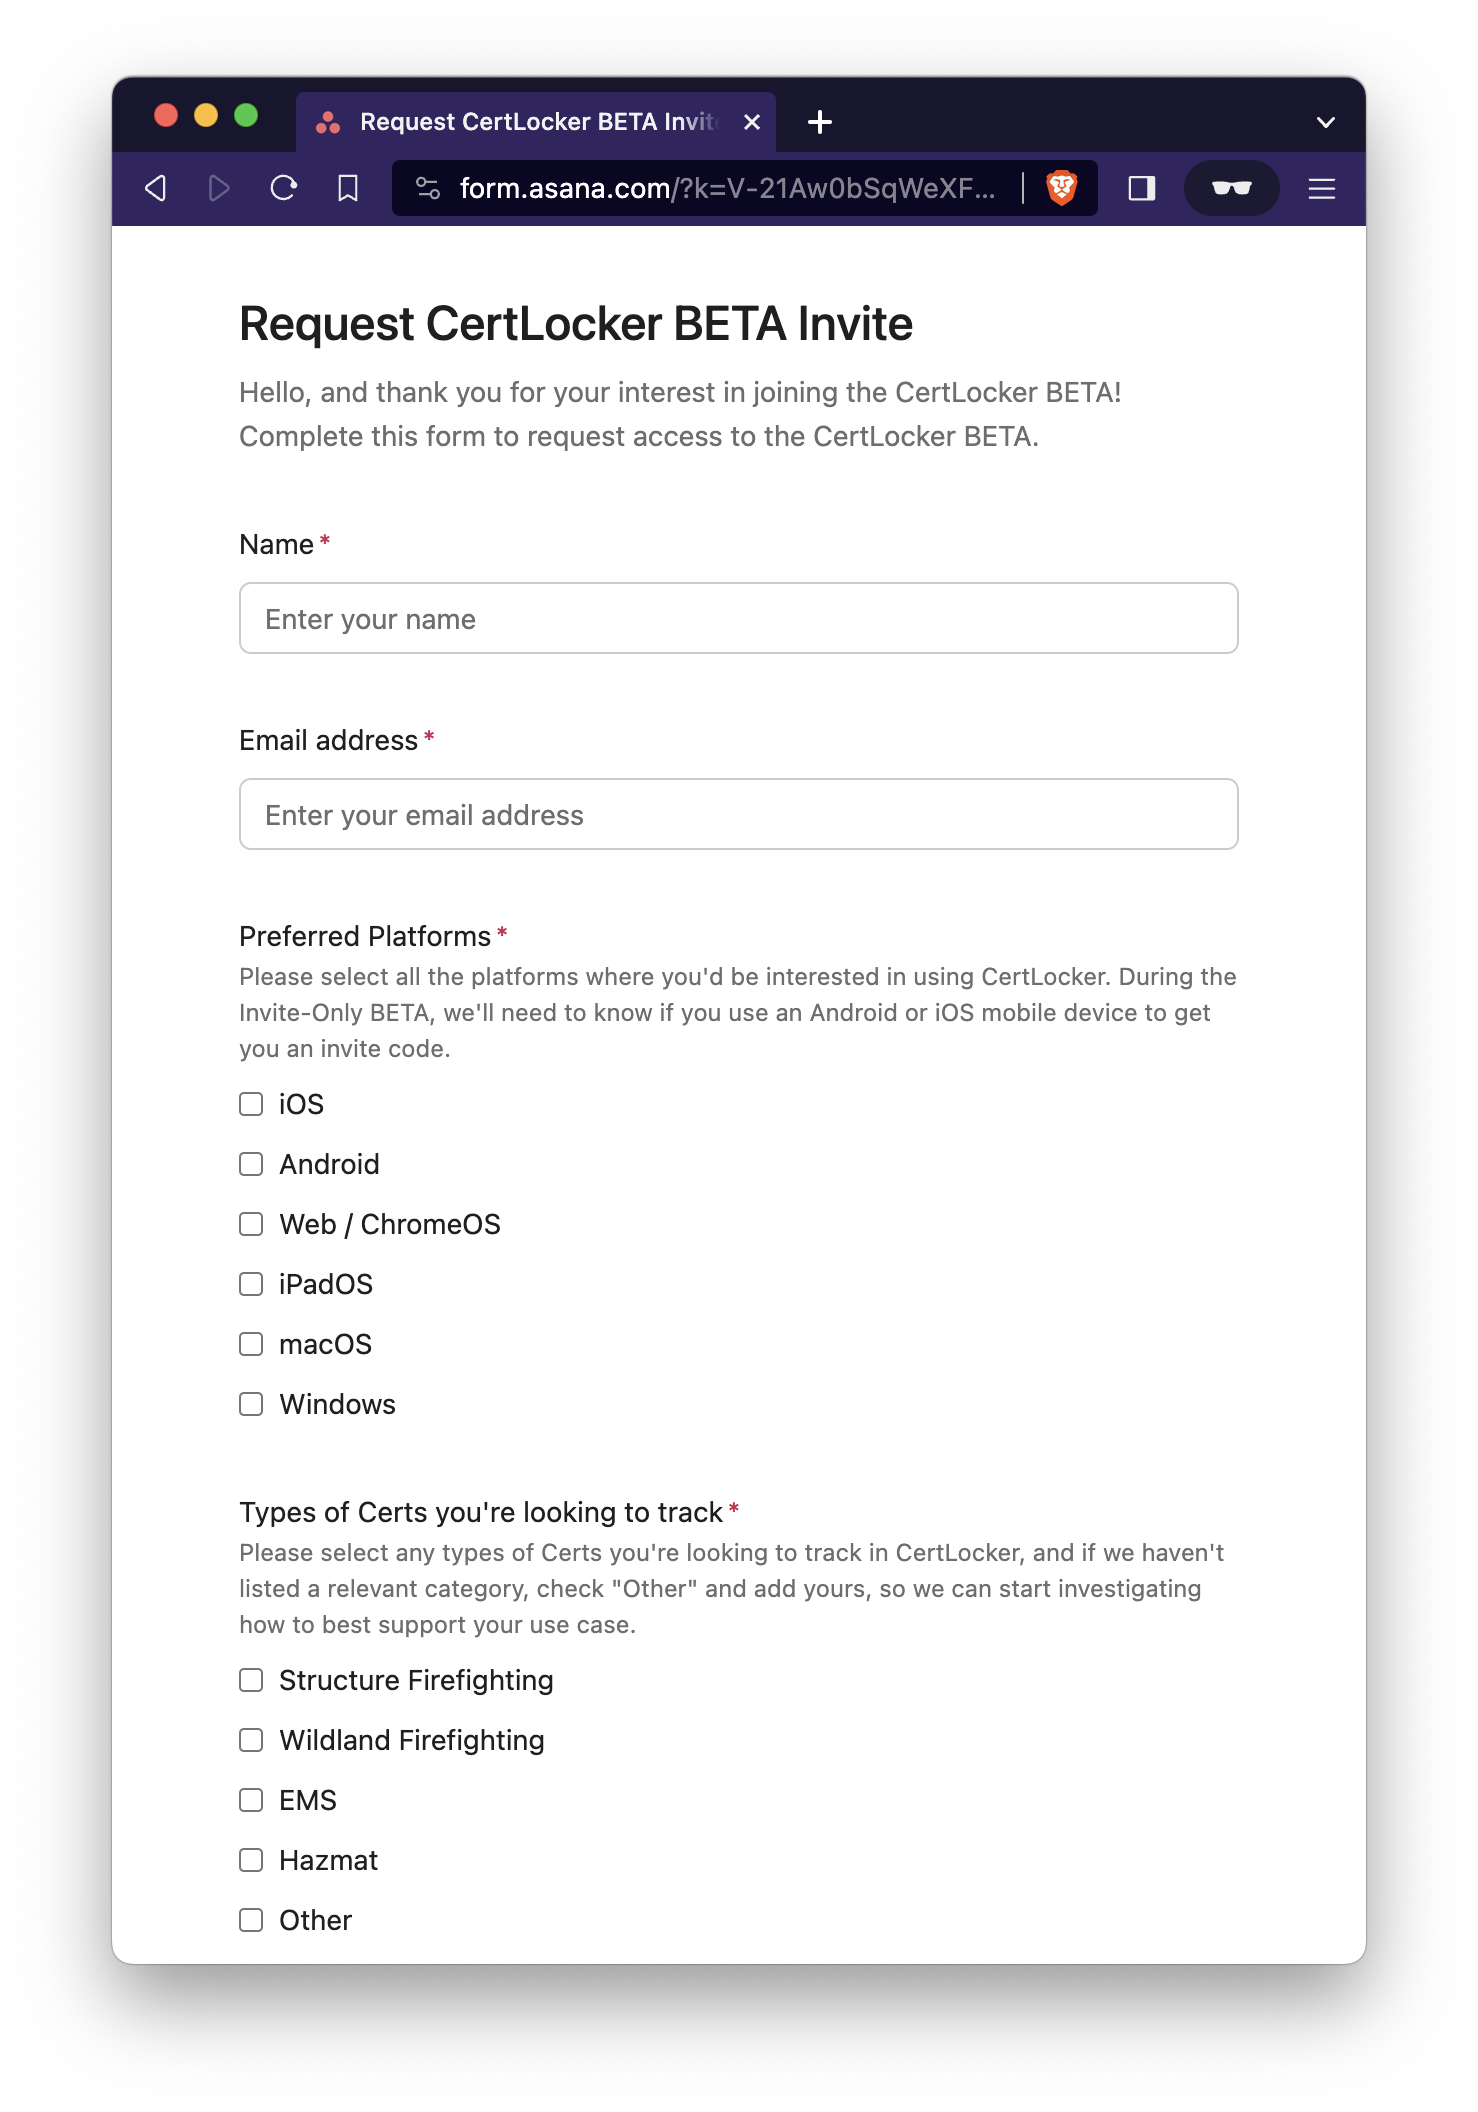 Request CertLocker BETA Invit
form.asana.com/?k=V-21Aw0bSqWeXF...
Request CertLocker BETA Invite
Hello, and thank you for your interest in joining the CertLocker BETA!
Complete this form to request access to the CertLocker BETA.
Name *
Enter your name
Email address *
Enter your email address
Preferred Platforms *
Please select all the platforms where you'd be interested in using CertLocker. During the
Invite-Only BETA, we'll need to know if you use an Android or iOS mobile device to get
you an invite code.
iOS
Android
Web / ChromeOS
iPadOS
macOS
Windows
Types of Certs you're looking to track *
Please select any types of Certs you're looking to track in CertLocker, and if we haven't
listed a relevant category, check "Other" and add yours, so we can start investigating
how to best support your use case.
Structure Firefighting
Wildland Firefighting
EMS
Hazmat
Other